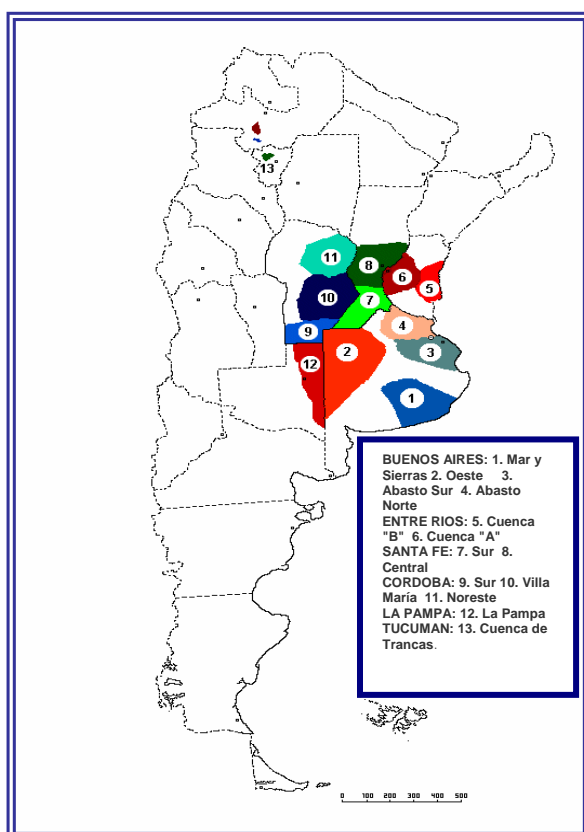 13
11
8
6
5
10
7
9
4
12
2
3
1
BUENOS AIRES: 1. Mar y
Sierras 2. Oeste 3.
Abasto Sur 4. Abasto
Norte
ENTRE RIOS: 5. Cuenca
"B" 6. Cuenca "A"
SANTA FE: 7. Sur 8.
Central
CORDOBA: 9. Sur 10. Villa
María 11. Noreste
LA PAMPA: 12. La Pampa
TUCUMAN: 13. Cuenca de
Trancas.
0 100 200 300 400 500